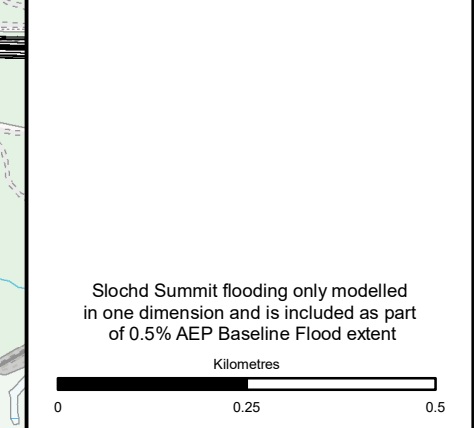 Slochd Summit flooding only modelled
in one dimension and is included as part
of 0.5% AEP Baseline Flood extent
Kilometres
0 0.25 0.5